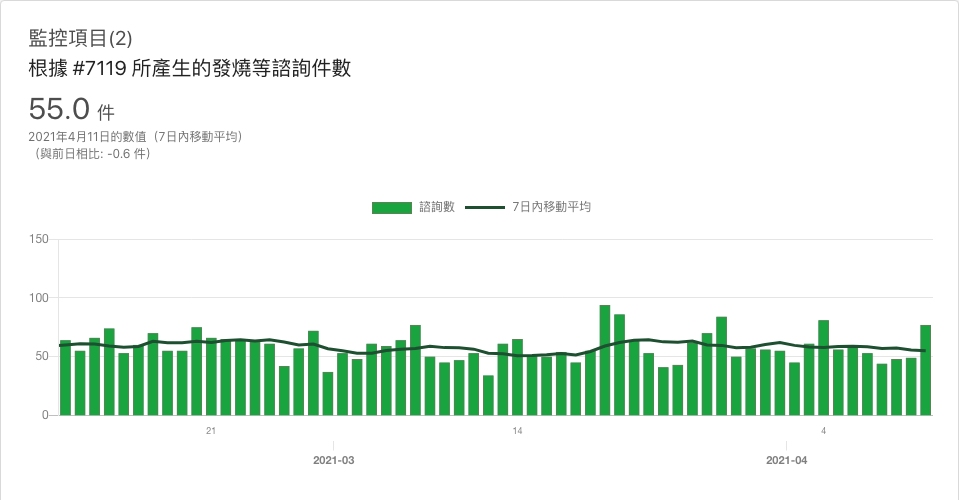 監控項目(2)
根據 #7119 所產生的發燒等諮詢件數
55.0 件
2021年4月11日的數值（7日內移動平均）
（與前日相比: -0.6 件）
諮詢數 7日內移動平均
150
100
50
0
21 14 4
2021-03 2021-04